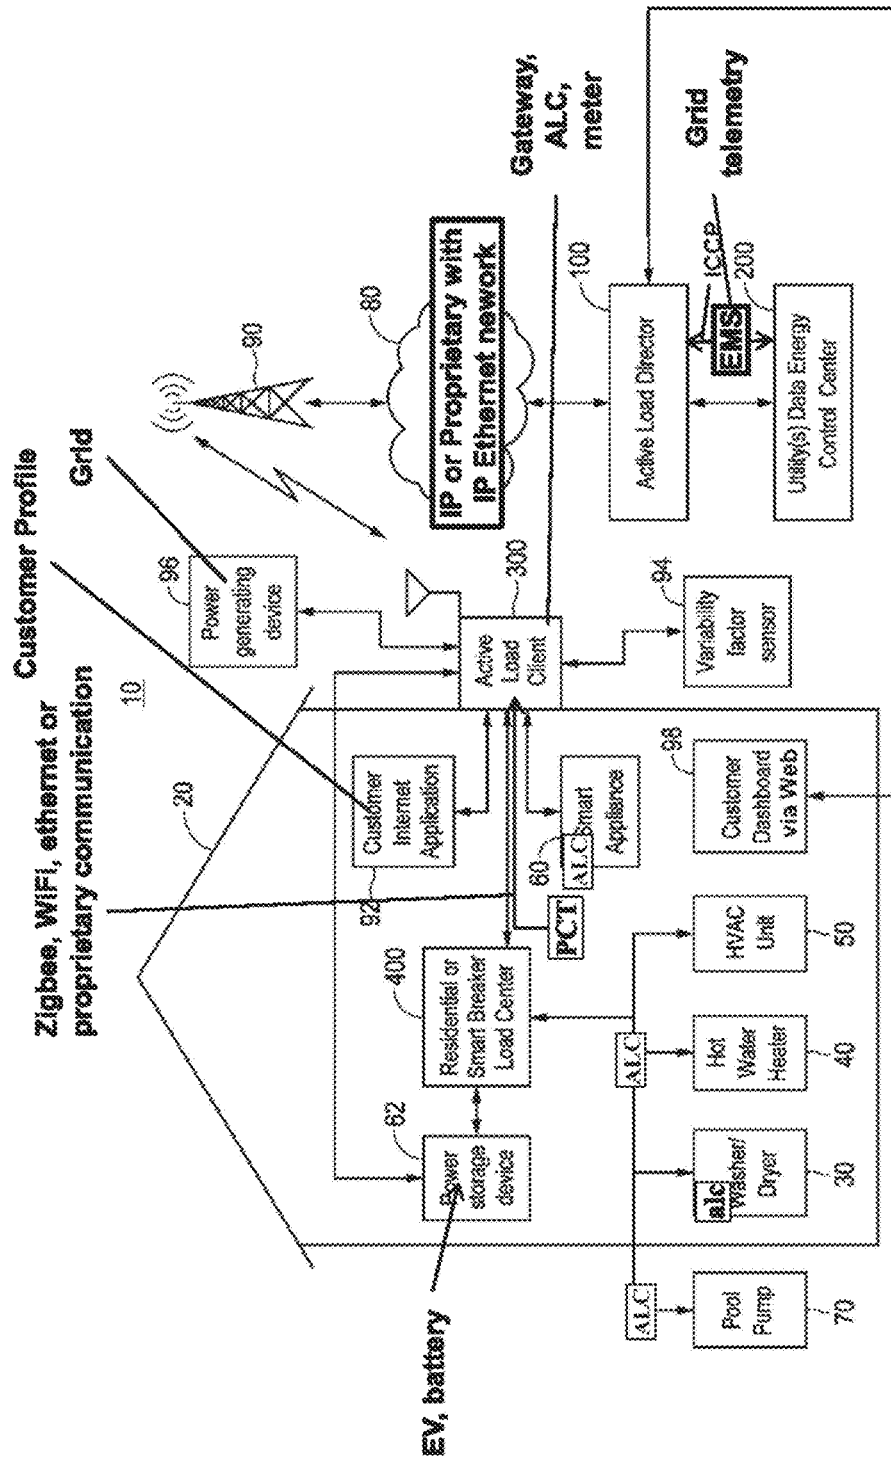 Zigbee, WiFi, ethernet or
proprietary communication
Customer Profile
Grid
10
20
96
Power
generating
device
90
80
IP or Proprietary with
IP Ethernet nework
Gateway,
ALC,
meter
Grid
telemetry
300
Active
Load
Client
100
Active Load Director
ICCP
EMS
200
Utility(s) Data Energy
Control Center
94
Variability
factor
sensor
92
Customer
Internet
Application
60
ALC
Smart
Appliance
PCT
98
Customer
Dashboard
via Web
400
Residential or
Smart Breaker
Load Center
62
Power
storage
device
EV, battery
ALC
ALC
alc
Pool
Pump
70
Washer/
Dryer
30
Hot
Water
Heater
40
HVAC
Unit
50